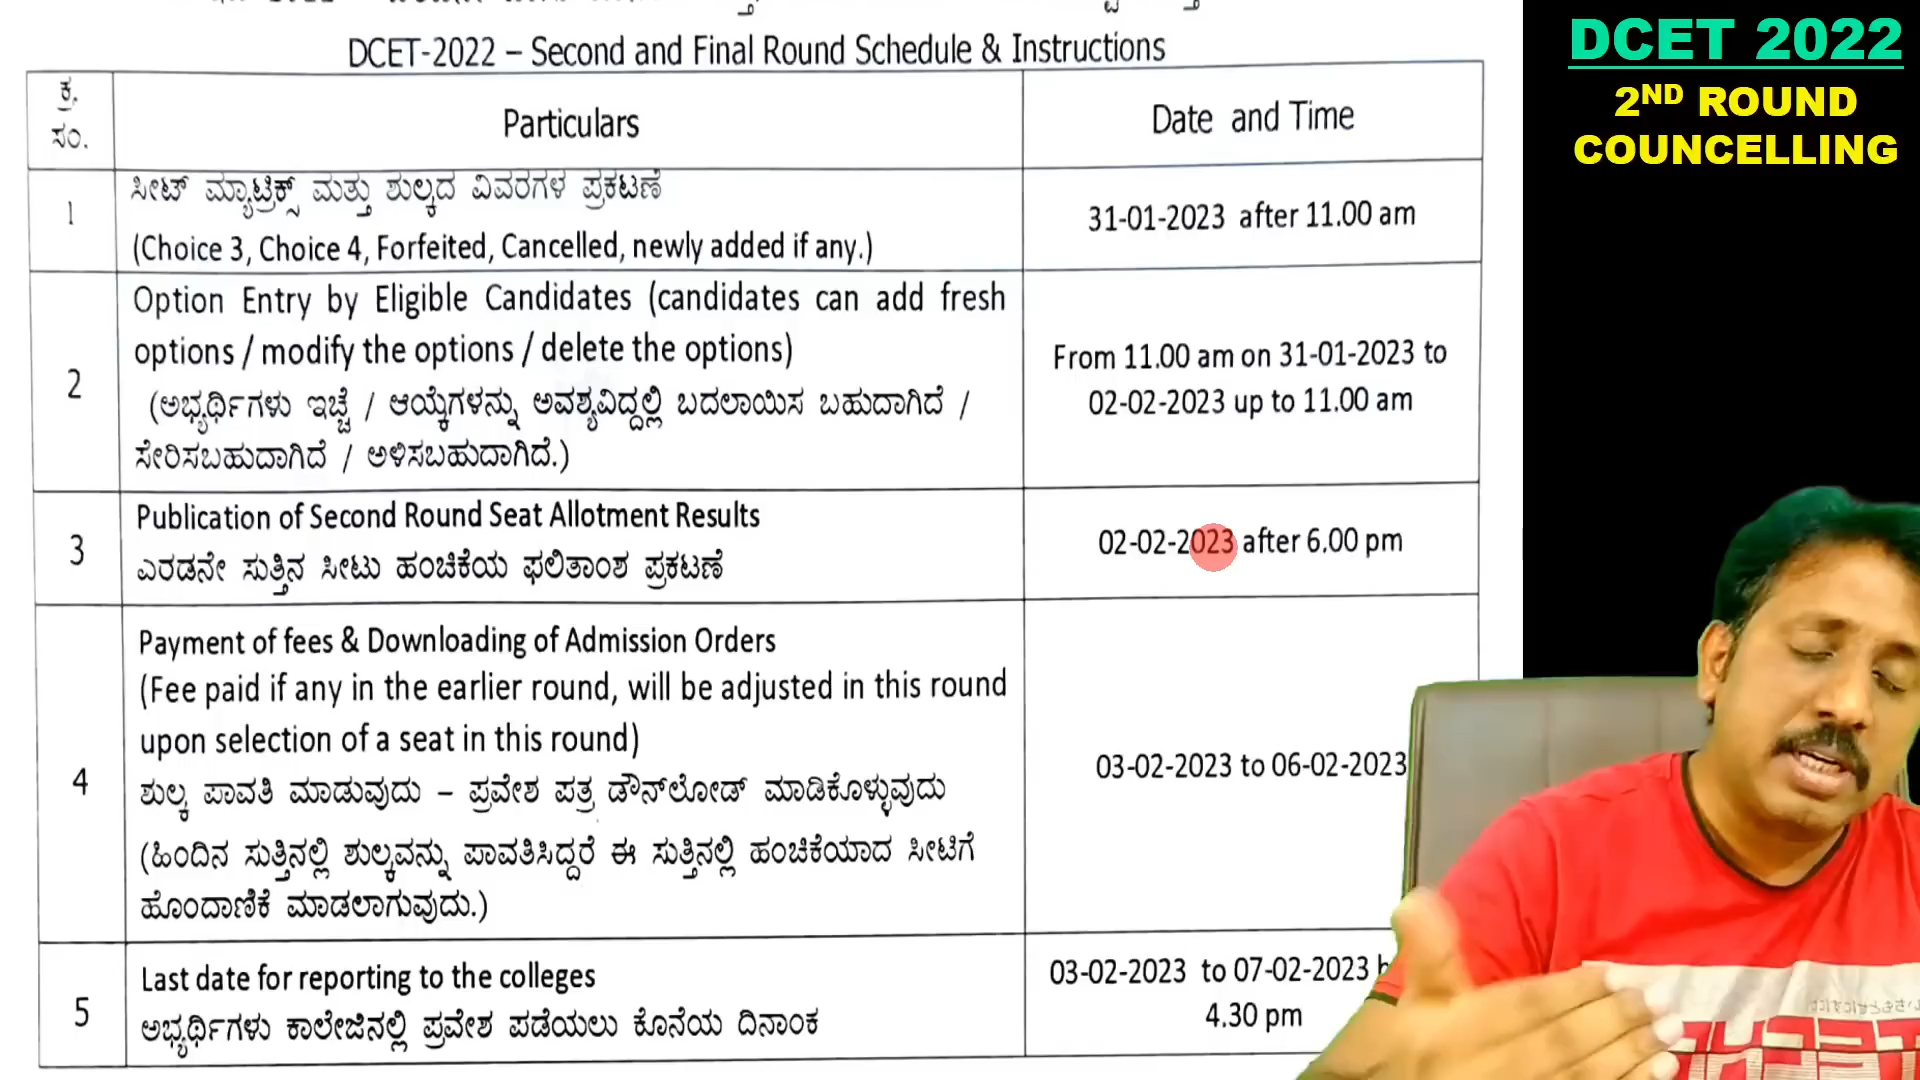 DCET-2022 – Second and Final Round Schedule & Instructions
DCET 2022
2ND ROUND
COUNCELLING
ಕ್ರ.
ಸಂ.
Particulars
Date and Time
1
ಸೀಟ್ ಮ್ಯಾಟ್ರಿಕ್ಸ್ ಮತ್ತು ಶುಲ್ಕದ ವಿವರಗಳ ಪ್ರಕಟಣೆ
(Choice 3, Choice 4, Forfeited, Cancelled, newly added if any.)
31-01-2023 after 11.00 am
2
Option Entry by Eligible Candidates (candidates can add fresh
options / modify the options / delete the options)
(ಅಭ್ಯರ್ಥಿಗಳು ಇಚ್ಚೆ / ಆಯ್ಕೆಗಳನ್ನು ಅವಶ್ಯವಿದ್ದಲ್ಲಿ ಬದಲಾಯಿಸ ಬಹುದಾಗಿದೆ /
ಸೇರಿಸಬಹುದಾಗಿದೆ / ಅಳಿಸಬಹುದಾಗಿದೆ.)
From 11.00 am on 31-01-2023 to
02-02-2023 up to 11.00 am
3
Publication of Second Round Seat Allotment Results
ಎರಡನೇ ಸುತ್ತಿನ ಸೀಟು ಹಂಚಿಕೆಯ ಫಲಿತಾಂಶ ಪ್ರಕಟಣೆ
02-02-2023 after 6.00 pm
4
Payment of fees & Downloading of Admission Orders
(Fee paid if any in the earlier round, will be adjusted in this round
upon selection of a seat in this round)
ಶುಲ್ಕ ಪಾವತಿ ಮಾಡುವುದು – ಪ್ರವೇಶ ಪತ್ರ ಡೌನ್‌ಲೋಡ್ ಮಾಡಿಕೊಳ್ಳುವುದು
(ಹಿಂದಿನ ಸುತ್ತಿನಲ್ಲಿ ಶುಲ್ಕವನ್ನು ಪಾವತಿಸಿದ್ದರೆ ಈ ಸುತ್ತಿನಲ್ಲಿ ಹಂಚಿಕೆಯಾದ ಸೀಟಿಗೆ
ಹೊಂದಾಣಿಕೆ ಮಾಡಲಾಗುವುದು.)
03-02-2023 to 06-02-2023
5
Last date for reporting to the colleges
ಅಭ್ಯರ್ಥಿಗಳು ಕಾಲೇಜಿನಲ್ಲಿ ಪ್ರವೇಶ ಪಡೆಯಲು ಕೊನೆಯ ದಿನಾಂಕ
03-02-2023 to 07-02-2023
4.30 pm